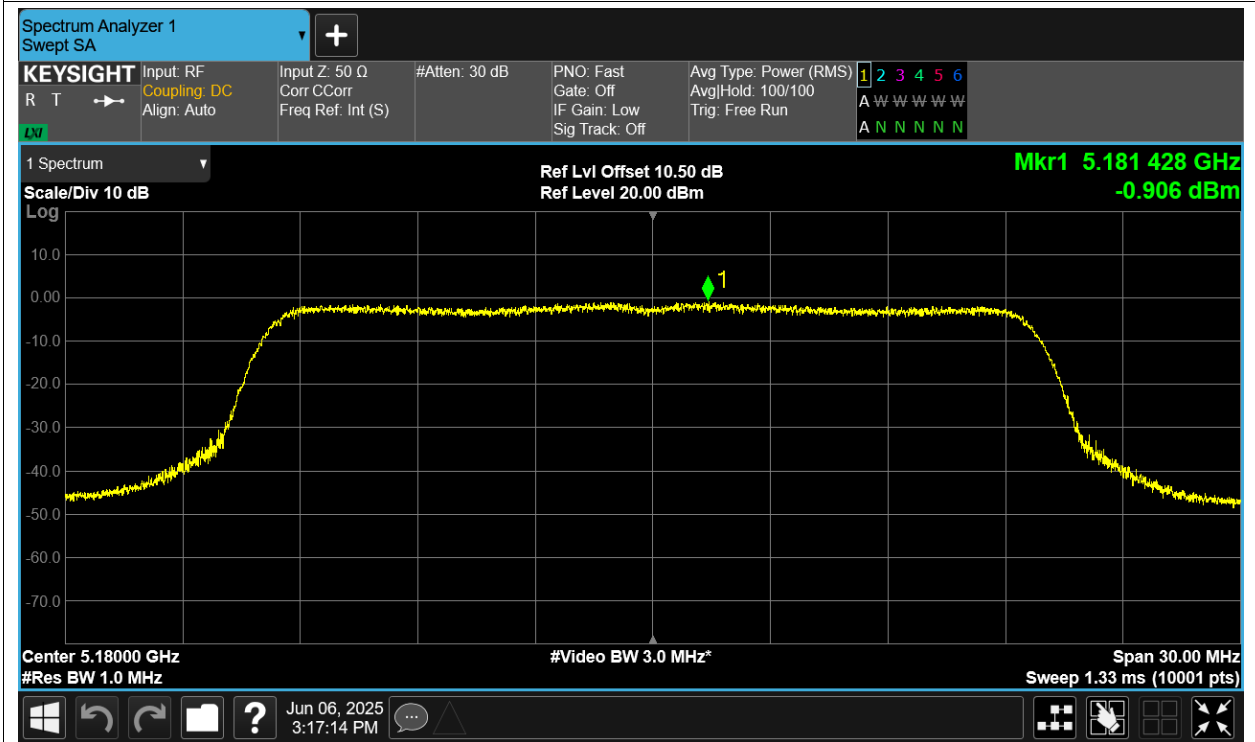 Spectrum Analyzer 1
Swept SA
KEYSIGHT
R T
LXI
Input: RF
Coupling: DC
Align: Auto
Input Z: 50 Ω
Corr CCorr
Freq Ref: Int (S)
#Atten: 30 dB
PNO: Fast
Gate: Off
IF Gain: Low
Sig Track: Off
Avg Type: Power (RMS)
Avg|Hold: 100/100
Trig: Free Run
1 2 3 4 5 6
A W W W W W
A N N N N N
1 Spectrum
Scale/Div 10 dB
Ref Lvl Offset 10.50 dB
Ref Level 20.00 dBm
Mkr1 5.181 428 GHz
-0.906 dBm
Log
10.0
0.00
-10.0
-20.0
-30.0
-40.0
-50.0
-60.0
-70.0
1
Center 5.18000 GHz
#Res BW 1.0 MHz
#Video BW 3.0 MHz*
Span 30.00 MHz
Sweep 1.33 ms (10001 pts)
?
Jun 06, 2025
3:17:14 PM